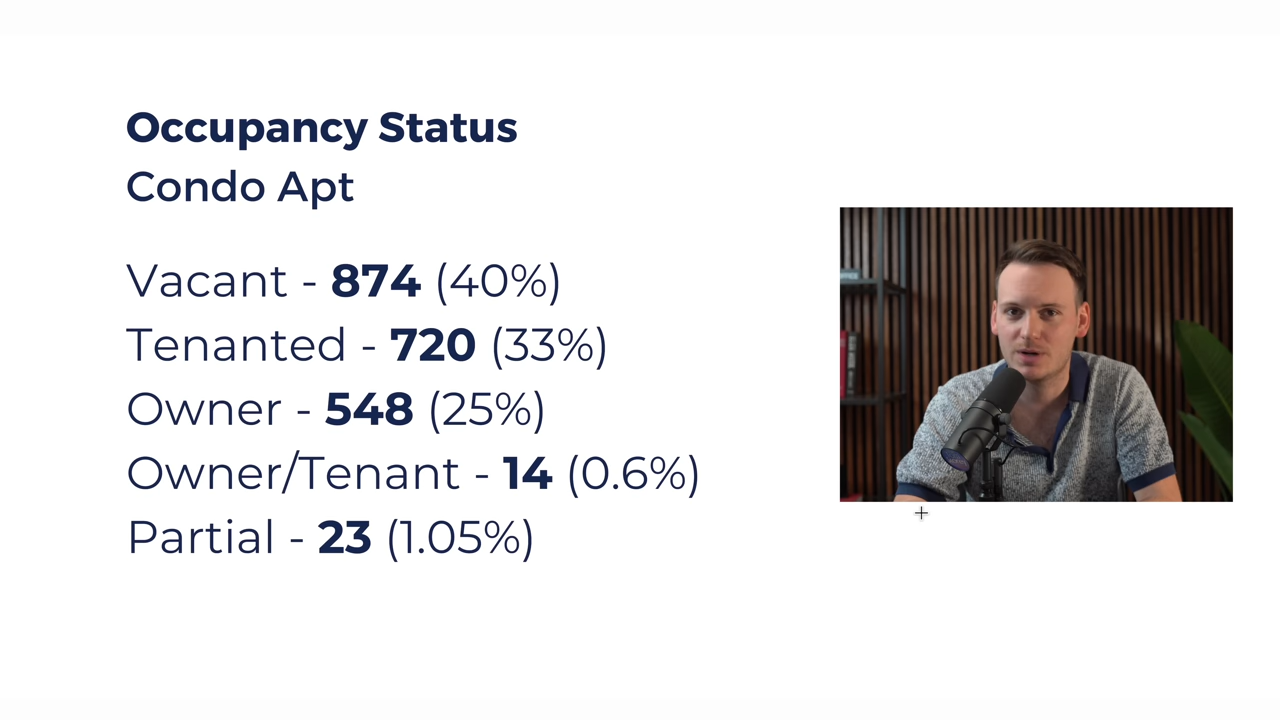 Occupancy Status
Condo Apt
Vacant - 874 (40%)
Tenanted - 720 (33%)
Owner - 548 (25%)
Owner/Tenant - 14 (0.6%)
Partial - 23 (1.05%)